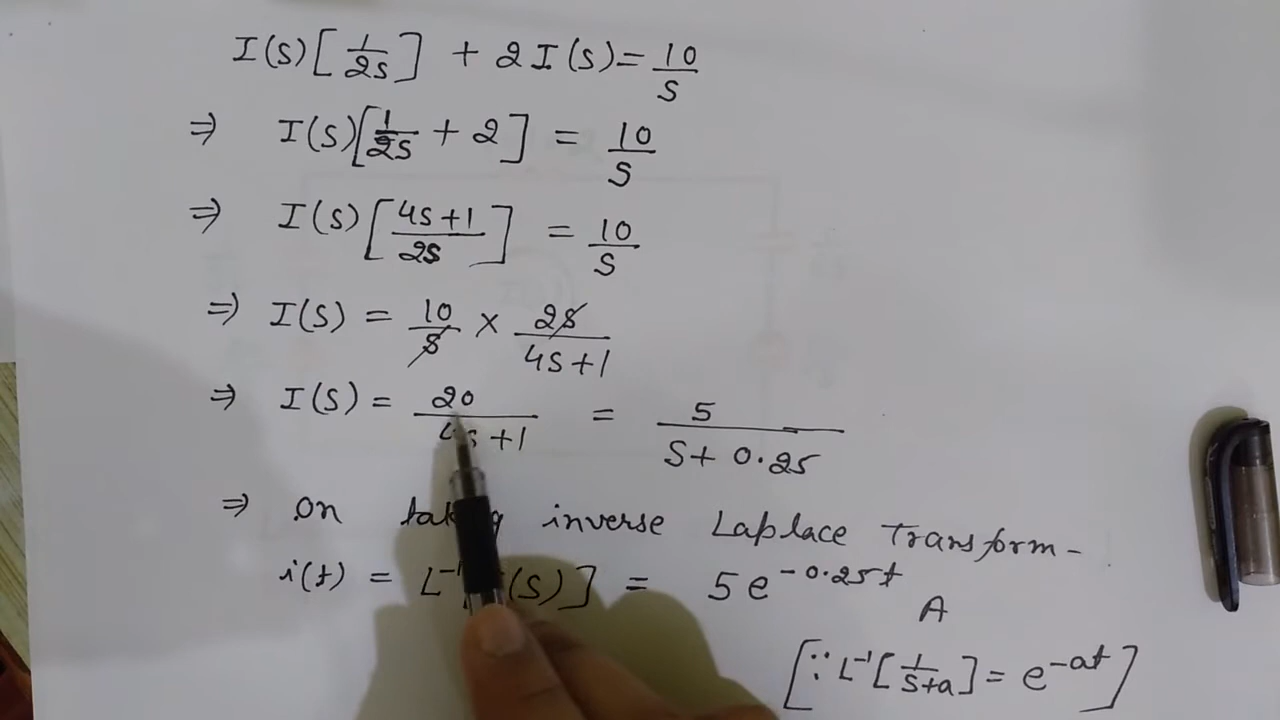 I(S) [1/2S] + 2 I(S) = 10/S
⇒ I(S) [1/2S + 2] = 10/S
⇒ I(S) [4S+1/2S] = 10/S
⇒ I(S) = 10/S × 2S/4S+1
⇒ I(S) = 20/4S+1 = 5/S+0.25
⇒ on inverse Laplace Transform -
i(t) = L⁻¹[ (S)] = 5e^-0.25t A
[∵ L⁻¹[1/S+a] = e^-at]